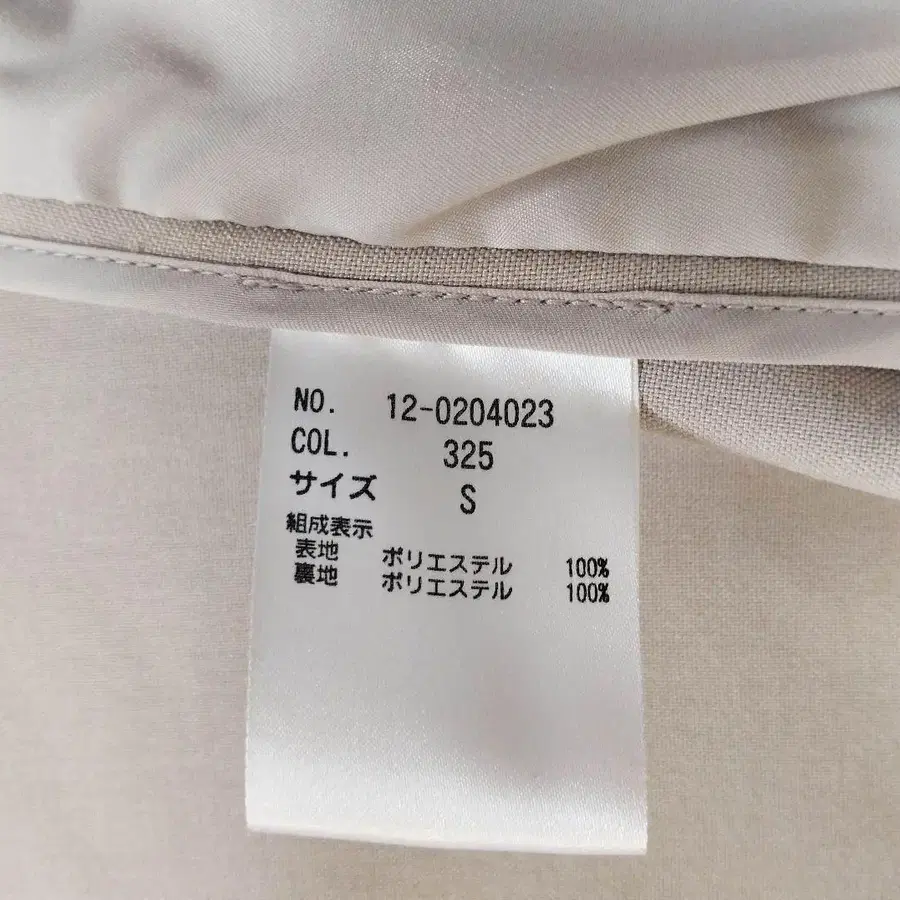 NO. 12-0204023
COL. 325
サイズ S
組成表示
表地 ポリエステル 100%
裏地 ポリエステル 100%